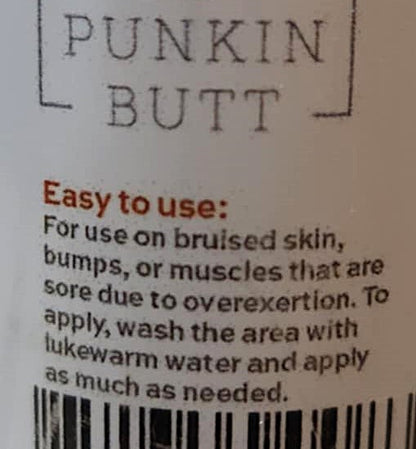 PUNKIN
BUTT
Easy to use:
For use on bruised skin,
bumps, or muscles that are
sore due to overexertion. To
apply, wash the area with
lukewarm water and apply
as much as needed.